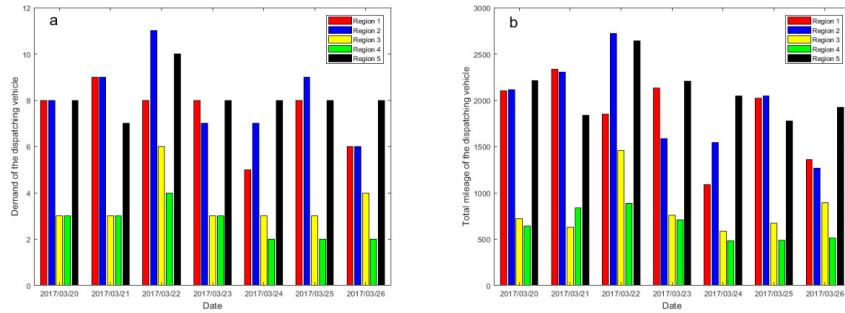 a
Region 1
Region 2
Region 3
Region 4
Region 5
12
10
8
6
4
2
0
Demand of the dispatching vehicle
2017/03/20 2017/03/21 2017/03/22 2017/03/23 2017/03/24 2017/03/25 2017/03/26
Date
b
Region 1
Region 2
Region 3
Region 4
Region 5
3000
2500
2000
1500
1000
500
0
Total mileage of the dispatching vehicle
2017/03/20 2017/03/21 2017/03/22 2017/03/23 2017/03/24 2017/03/25 2017/03/26
Date